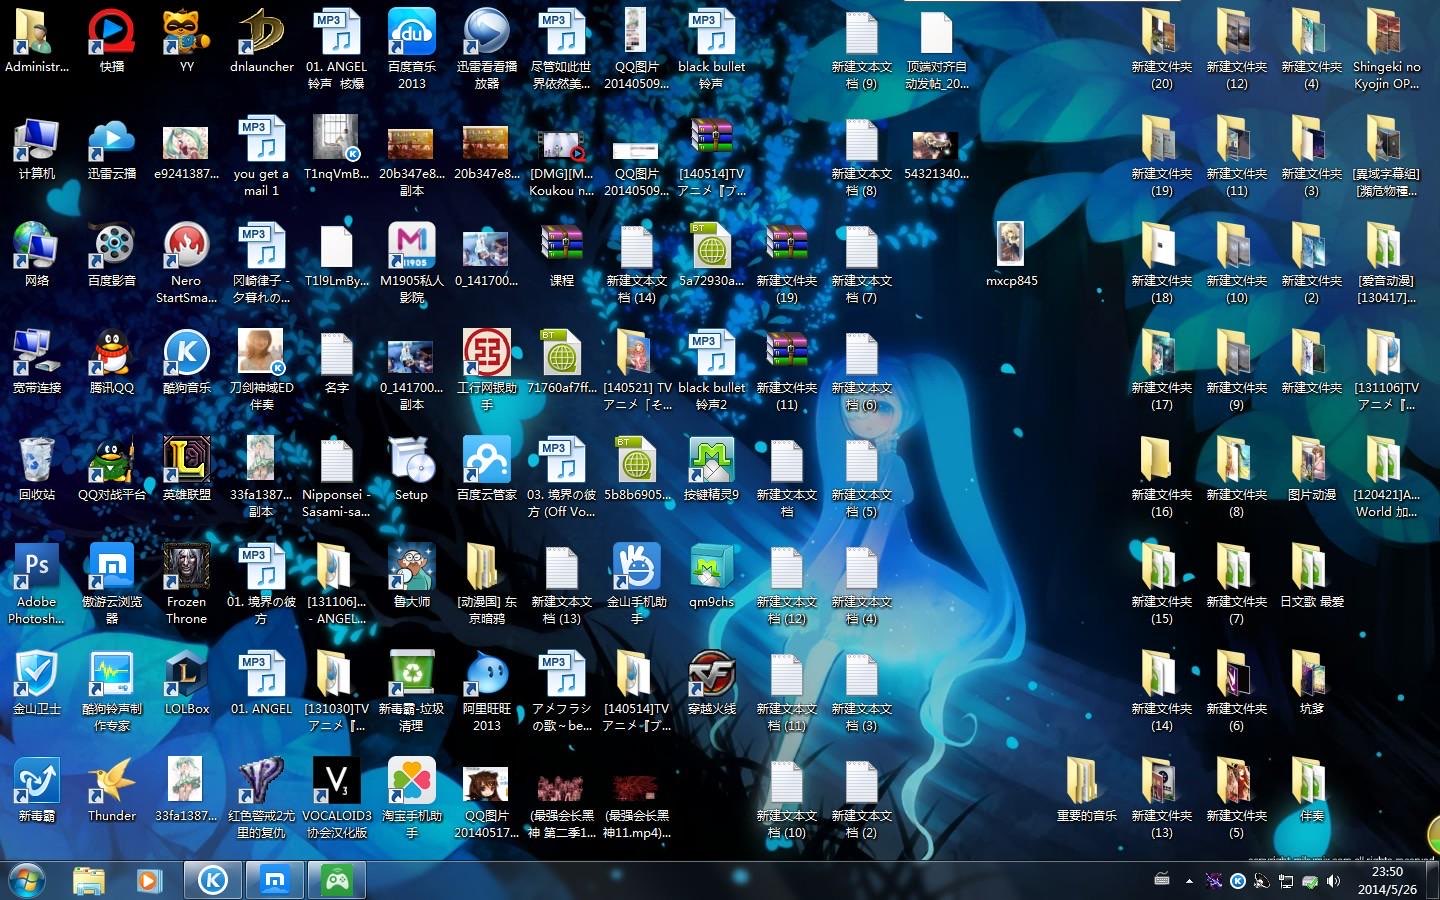 Administr...
快播
YY
dnlauncher
01. ANGEL
铃声  核爆
百度音乐
2013
迅雷看看播
放器
尽管如此世
界依然美...
QQ图片
20140509...
black bullet
铃声
新建文本文
档 (9)
顶端对齐自
动发帖_20...
新建文件夹
(20)
新建文件夹
(12)
新建文件夹
(4)
Shingeki no
Kyojin OP...
计算机
迅雷云播
e9241387...
you get a
mail 1
T1nqVmB...
20b347e8...
副本
20b347e8...
[DMG][M...
Koukou n...
QQ图片
20140509...
[140514]TV
アニメ『ブ...
新建文本文
档 (8)
54321340...
新建文件夹
(19)
新建文件夹
(11)
新建文件夹
(3)
[異域字幕組]
网络
百度影音
Nero
StartSma...
冈崎律子 -
夕暮れの...
T1l9LmBy...
M1905私人
影院
0_141700...
课程
新建文本文
档 (14)
5a72930a...
新建文件夹
(19)
新建文本文
档 (7)
mxcp845
新建文件夹
(18)
新建文件夹
(10)
新建文件夹
(2)
[爱音动漫]
[130417]...
宽带连接
腾讯QQ
酷狗音乐
刀剑神域ED
伴奏
名字
0_141700...
副本
工行网银助
手
71760af7ff...
[140521] TV
アニメ「そ...
black bullet
铃声2
新建文件夹
(11)
新建文本文
档 (6)
新建文件夹
(17)
新建文件夹
(9)
新建文件夹
[131106]TV
アニメ『...
回收站
QQ对战平台
英雄联盟
33fa1387...
副本
Nipponsei -
Sasami-sa...
Setup
百度云管家
03. 境界の彼
方 (Off Vo...
5b8b6905...
按键精灵9
新建文本文
档
新建文本文
档 (5)
新建文件夹
(16)
新建文件夹
(8)
图片动漫
[120421]A...
World 加...
Adobe
Photosh...
傲游云浏览
器
Frozen
Throne
01. 境界の彼
方
[131106]...
- ANGEL...
鲁大师
[动漫国] 东
京暗鸦
新建文本文
档 (13)
金山手机助
手
qm9chs
新建文本文
档 (12)
新建文本文
档 (4)
新建文件夹
(15)
新建文件夹
(7)
日文歌 最爱
金山卫士
酷狗铃声制
作专家
LOLBox
01. ANGEL
[131030]TV
アニメ『...
新毒霸-垃圾
清理
阿里旺旺
2013
アメフラシ
の歌～be...
[140514]TV
アニメ『ブ...
穿越火线
新建文本文
档 (11)
新建文本文
档 (3)
新建文件夹
(14)
新建文件夹
(6)
坑爹
新毒霸
Thunder
33fa1387...
红色警戒2尤
里的复仇
VOCALOID3
协会汉化版
淘宝手机助
手
QQ图片
20140517...
(最强会长黑
神 第二季1...
(最强会长黑
神11.mp4)...
新建文本文
档 (10)
新建文本文
档 (2)
重要的音乐
新建文件夹
(13)
新建文件夹
(5)
伴奏
23:50
2014/5/26